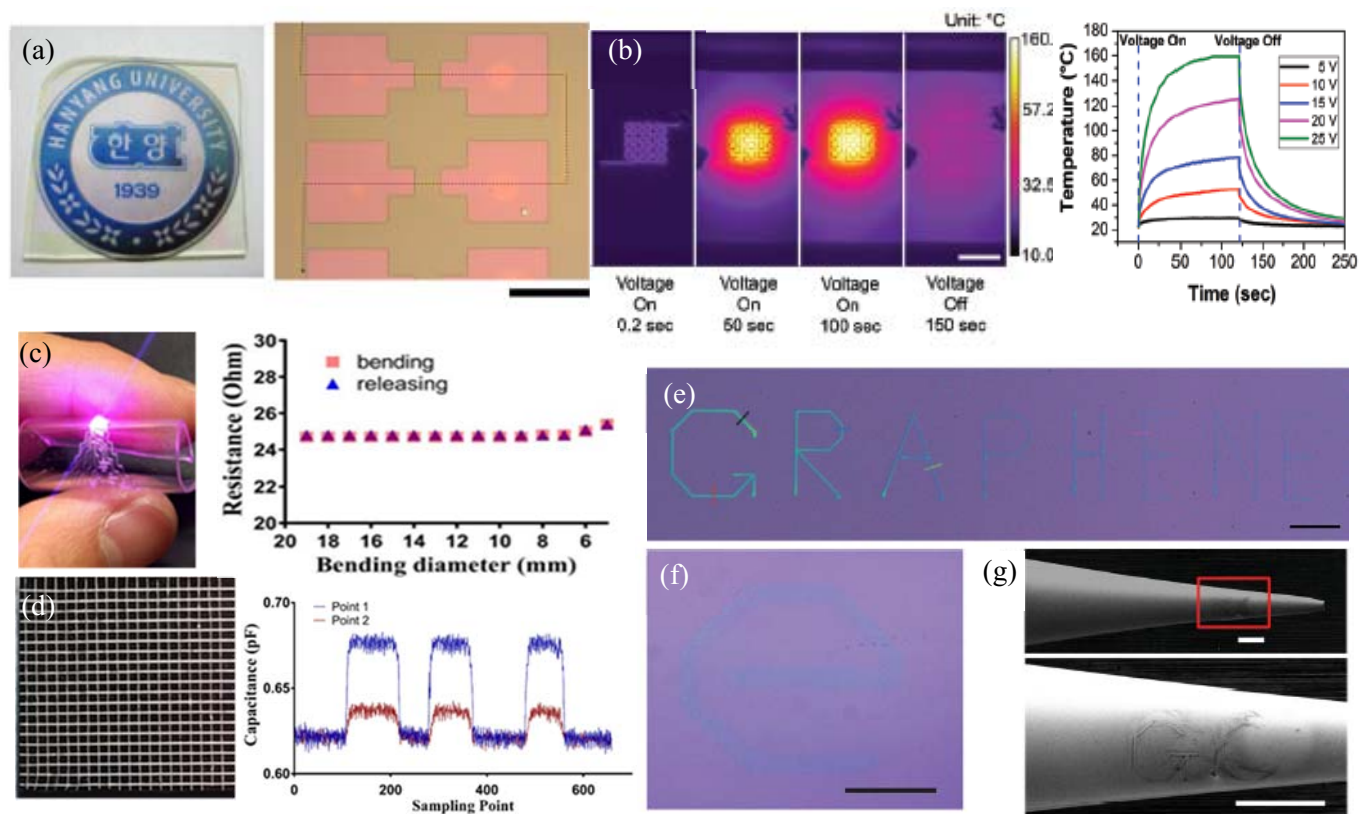 (a)
HANYANG UNIVERSITY
한양
1939
(b)
Unit: °C
160.
57.2
32.5
10.0
Voltage On 0.2 sec
Voltage On 50 sec
Voltage On 100 sec
Voltage Off 150 sec
Voltage On
Voltage Off
5 V
10 V
15 V
20 V
25 V
Temperature (°C)
180
160
140
120
100
80
60
40
20
0
50
100
150
200
250
Time (sec)
(c)
bending
releasing
Resistance (Ohm)
30
28
26
24
22
20
20
18
16
14
12
10
8
6
Bending diameter (mm)
(d)
Point 1
Point 2
Capacitance (pF)
0.70
0.65
0.60
0
200
400
600
Sampling Point
(e)
GRAPHENE
(f)
(g)